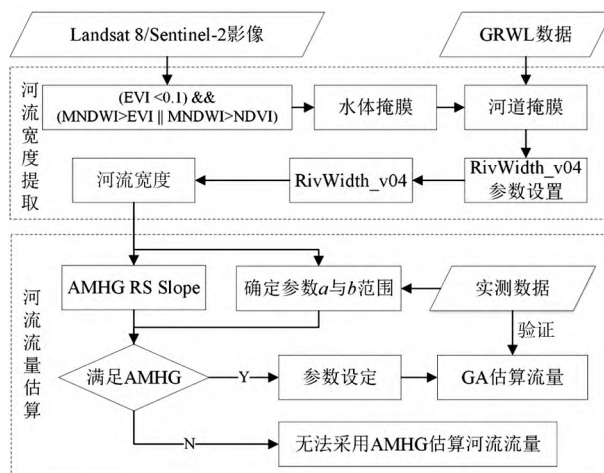 Landsat 8/Sentinel-2影像
GRWL数据
河流宽度提取
(EVI <0.1) &&
(MNDWI>EVI || MNDWI>NDVI)
水体掩膜
河道掩膜
河流宽度
RivWidth_v04
RivWidth_v04
参数设置
河流流量估算
AMHG RS Slope
确定参数a与b范围
实测数据
验证
满足AMHG
Y
参数设定
GA估算流量
N
无法采用AMHG估算河流流量